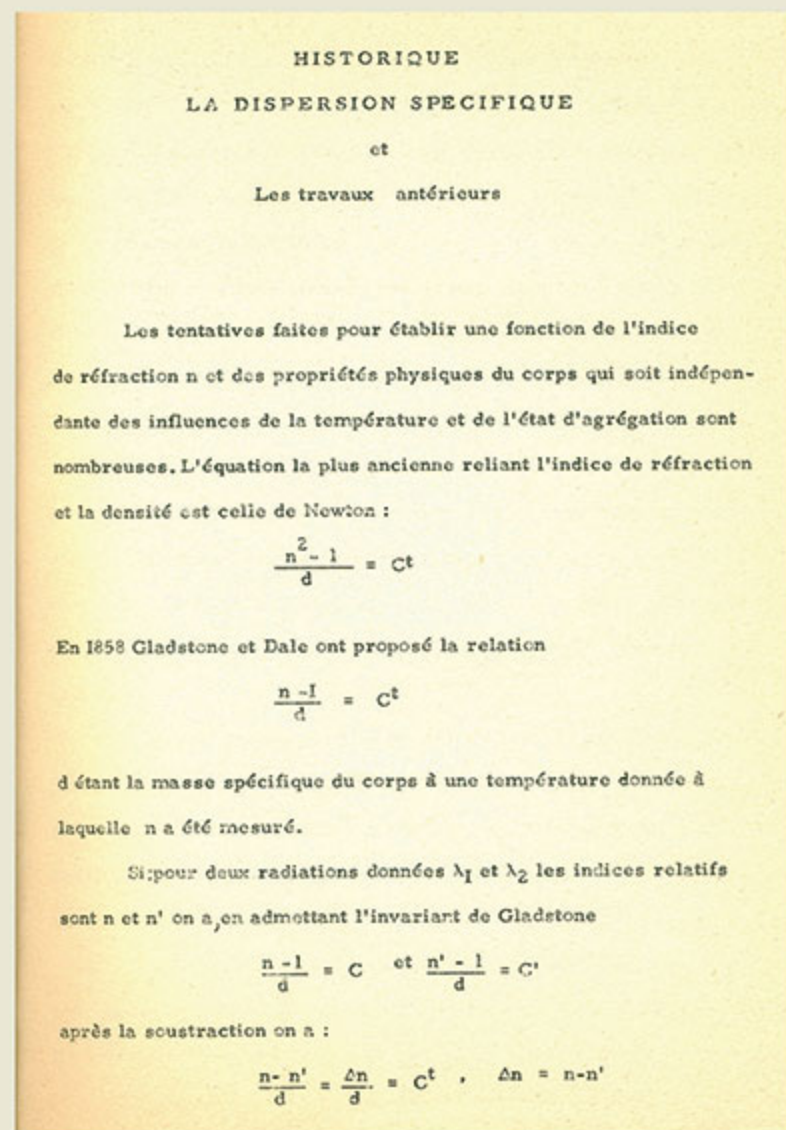 HISTORIQUE
LA DISPERSION SPECIFIQUE
et
Les travaux antérieurs
Les tentatives faites pour établir une fonction de l'indice
de réfraction n et des propriétés physiques du corps qui soit indépen-
dante des influences de la température et de l'état d'agrégation sont
nombreuses. L'équation la plus ancienne reliant l'indice de réfraction
et la densité est celle de Newton :
n² - 1 / d = Cᵗ
En I858 Gladstone et Dale ont proposé la relation
n - I / d = Cᵗ
d étant la masse spécifique du corps à une température donnée à
laquelle n a été mesuré.
Si;pour deux radiations données λI et λ2 les indices relatifs
sont n et n' on a,en admettant l'invariant de Gladstone
n - 1 / d = C et n' - 1 / d = C'
après la soustraction on a :
n- n' / d = Δn / d = Cᵗ , Δn = n-n'